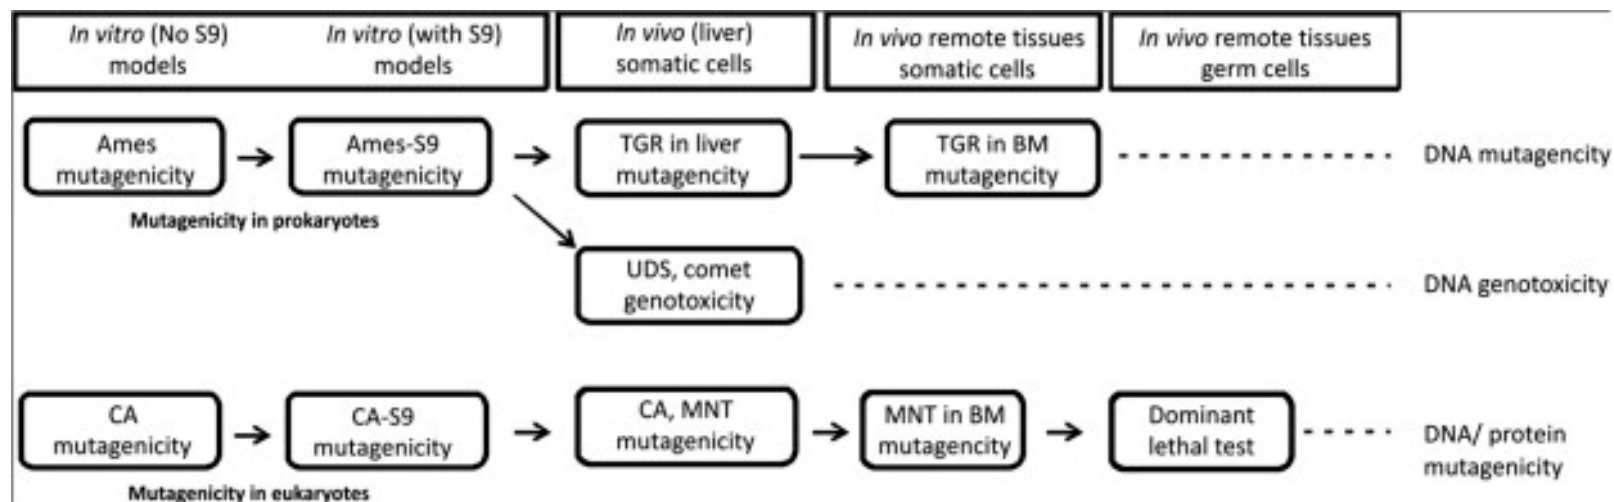 In vitro (No S9)
models
In vitro (with S9)
models
In vivo (liver)
somatic cells
In vivo remote tissues
somatic cells
In vivo remote tissues
germ cells
Ames
mutagenicity
Ames-S9
mutagenicity
TGR in liver
mutagencity
TGR in BM
mutagencity
DNA mutagencity
Mutagenicity in prokaryotes
UDS, comet
genotoxicity
DNA genotoxicity
CA
mutagenicity
CA-S9
mutagenicity
CA, MNT
mutagenicity
MNT in BM
mutagencity
Dominant
lethal test
DNA/ protein
mutagenicity
Mutagenicity in eukaryotes